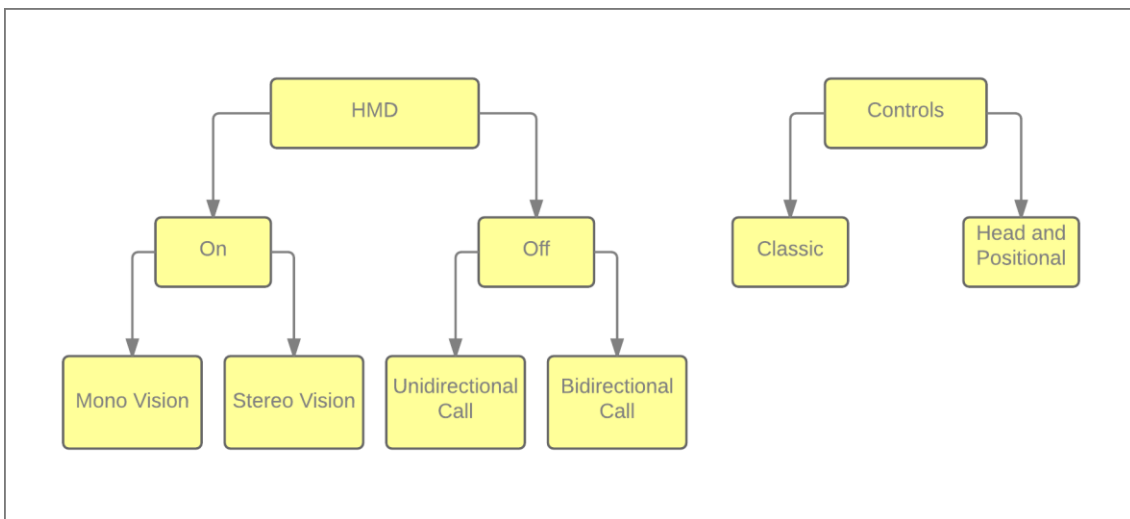 HMD
Controls
On
Off
Classic
Head and
Positional
Mono Vision
Stereo Vision
Unidirectional
Call
Bidirectional
Call